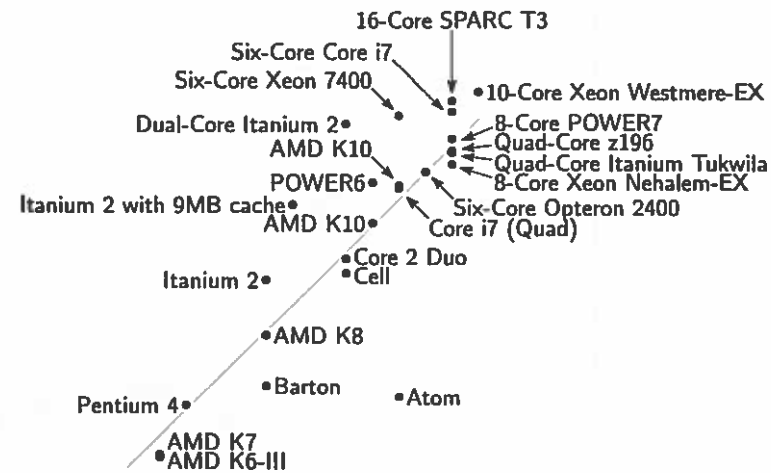 16-Core SPARC T3
Six-Core Core i7
Six-Core Xeon 7400
10-Core Xeon Westmere-EX
Dual-Core Itanium 2
8-Core POWER7
Quad-Core z196
AMD K10
Quad-Core Itanium Tukwila
POWER6
8-Core Xeon Nehalem-EX
Itanium 2 with 9MB cache
Six-Core Opteron 2400
AMD K10
Core i7 (Quad)
Core 2 Duo
Cell
Itanium 2
AMD K8
Barton
Atom
Pentium 4
AMD K7
AMD K6-III